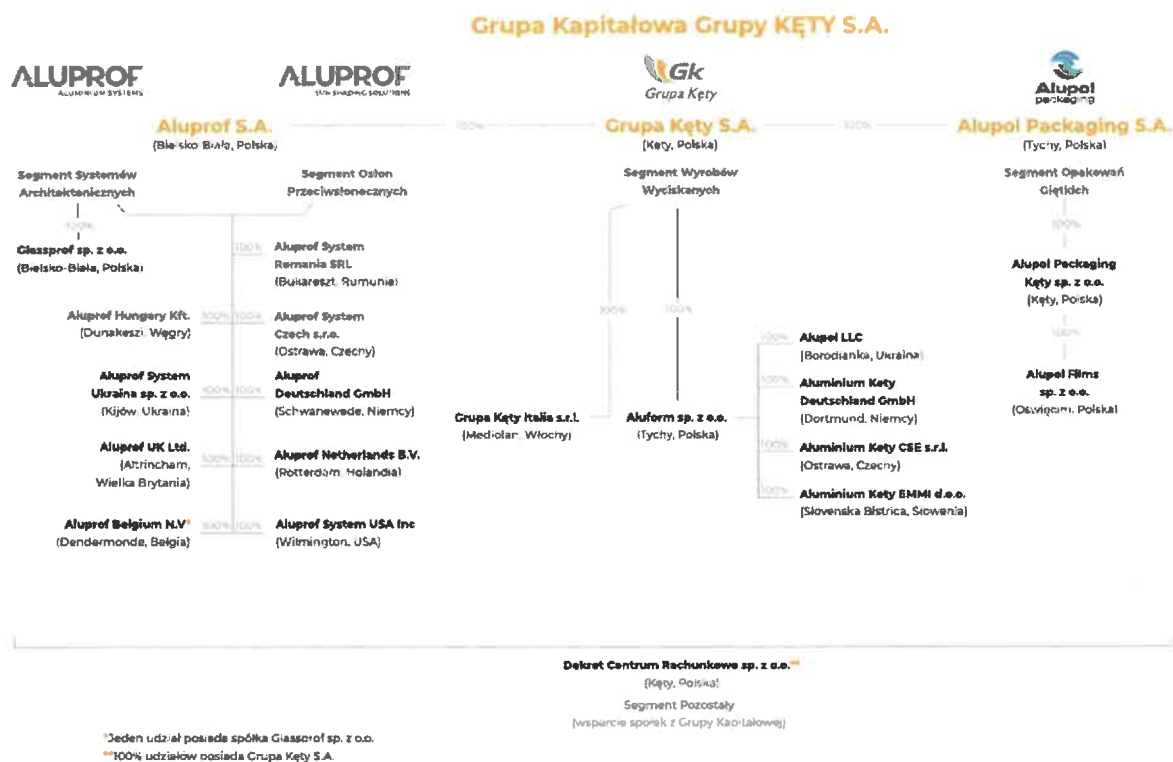 Grupa Kapitałowa Grupy KĘTY S.A.
ALUPROF
ALUMINIUM SYSTEMS
ALUPROF
SUN SHADING SOLUTIONS
Gk
Grupa Kęty
Alupol
packaging
Aluprof S.A.
(Bielsko-Biała, Polska)
100%
Grupa Kęty S.A.
(Kęty, Polska)
100%
Alupol Packaging S.A.
(Tychy, Polska)
Segment Systemów
Architektonicznych
Segment Osłon
Przeciwsłonecznych
Segment Wyrobów
Wyciskanych
Segment Opakowań
Giętkich
100%
Glassprof sp. z o.o.
(Bielsko-Biała, Polska)
100%
Aluprof System
Romania SRL
(Bukareszt, Rumunia)
Aluprof Hungary Kft.
(Dunakeszi, Węgry)
100% 100%
Aluprof System
Czech s.r.o.
(Ostrawa, Czechy)
Aluprof System
Ukraina sp. z o.o.
(Kijów, Ukraina)
100% 100%
Aluprof
Deutschland GmbH
(Schwanewede, Niemcy)
Aluprof UK Ltd.
(Altrincham,
Wielka Brytania)
100% 100%
Aluprof Netherlands B.V.
(Rotterdam, Holandia)
Aluprof Belgium N.V*
(Dendermonde, Belgia)
100% 100%
Aluprof System USA Inc
(Wilmington, USA)
100%
100%
Grupa Kęty Italia s.r.l.
(Mediolan, Włochy)
Aluform sp. z o.o.
(Tychy, Polska)
100%
Alupol LLC
(Borodianka, Ukraina)
100%
Aluminium Kety
Deutschland GmbH
(Dortmund, Niemcy)
100%
Aluminium Kety CSE s.r.l.
(Ostrawa, Czechy)
100%
Aluminium Kety EMMI d.o.o.
(Slovenska Bistrica, Słowenia)
100%
Alupol Packaging
Kęty sp. z o.o.
(Kęty, Polska)
100%
Alupol Films
sp. z o.o.
(Oświęcim, Polska)
Dekret Centrum Rachunkowe sp. z o.o.**
(Kęty, Polska)
Segment Pozostały
(wsparcie spółek z Grupy Kapitałowej)
*Jeden udział posiada spółka Glassprof sp. z o.o.
**100% udziałów posiada Grupa Kęty S.A.